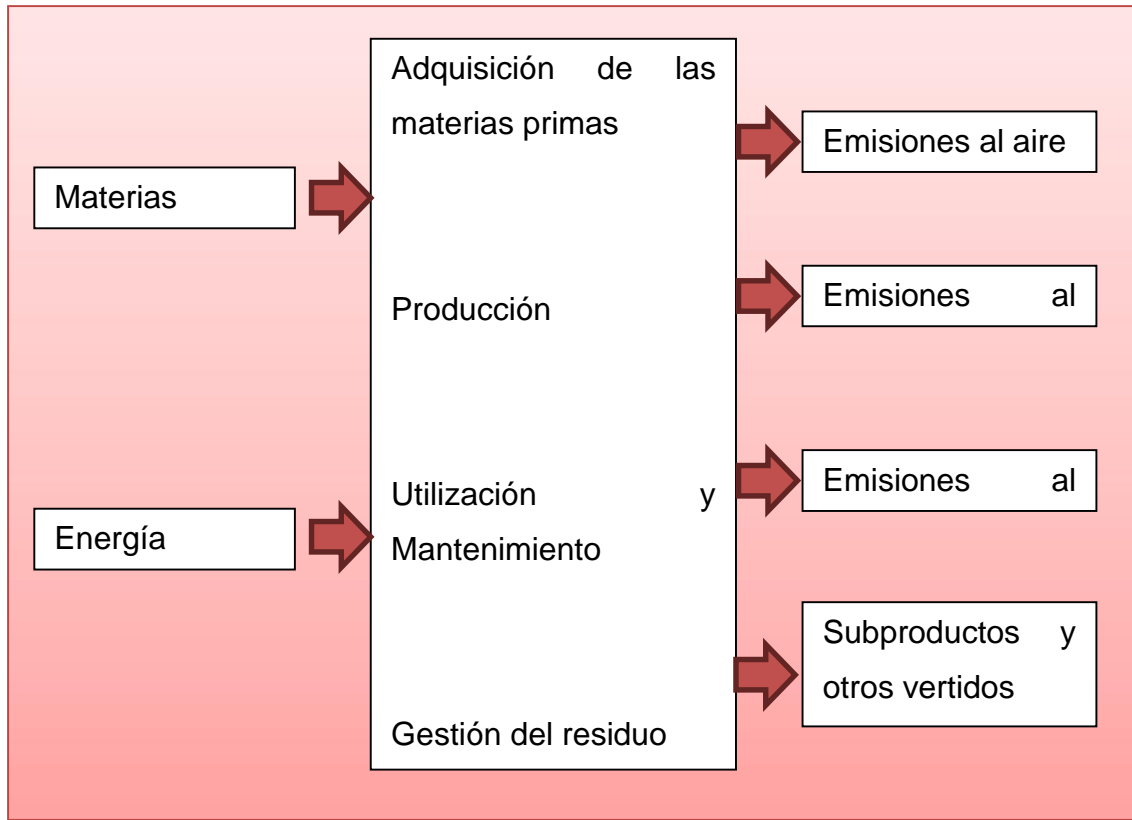 Materias
Energía
Adquisición de las
materias primas
Producción
Utilización y
Mantenimiento
Gestión del residuo
Emisiones al aire
Emisiones al
Emisiones al
Subproductos y
otros vertidos